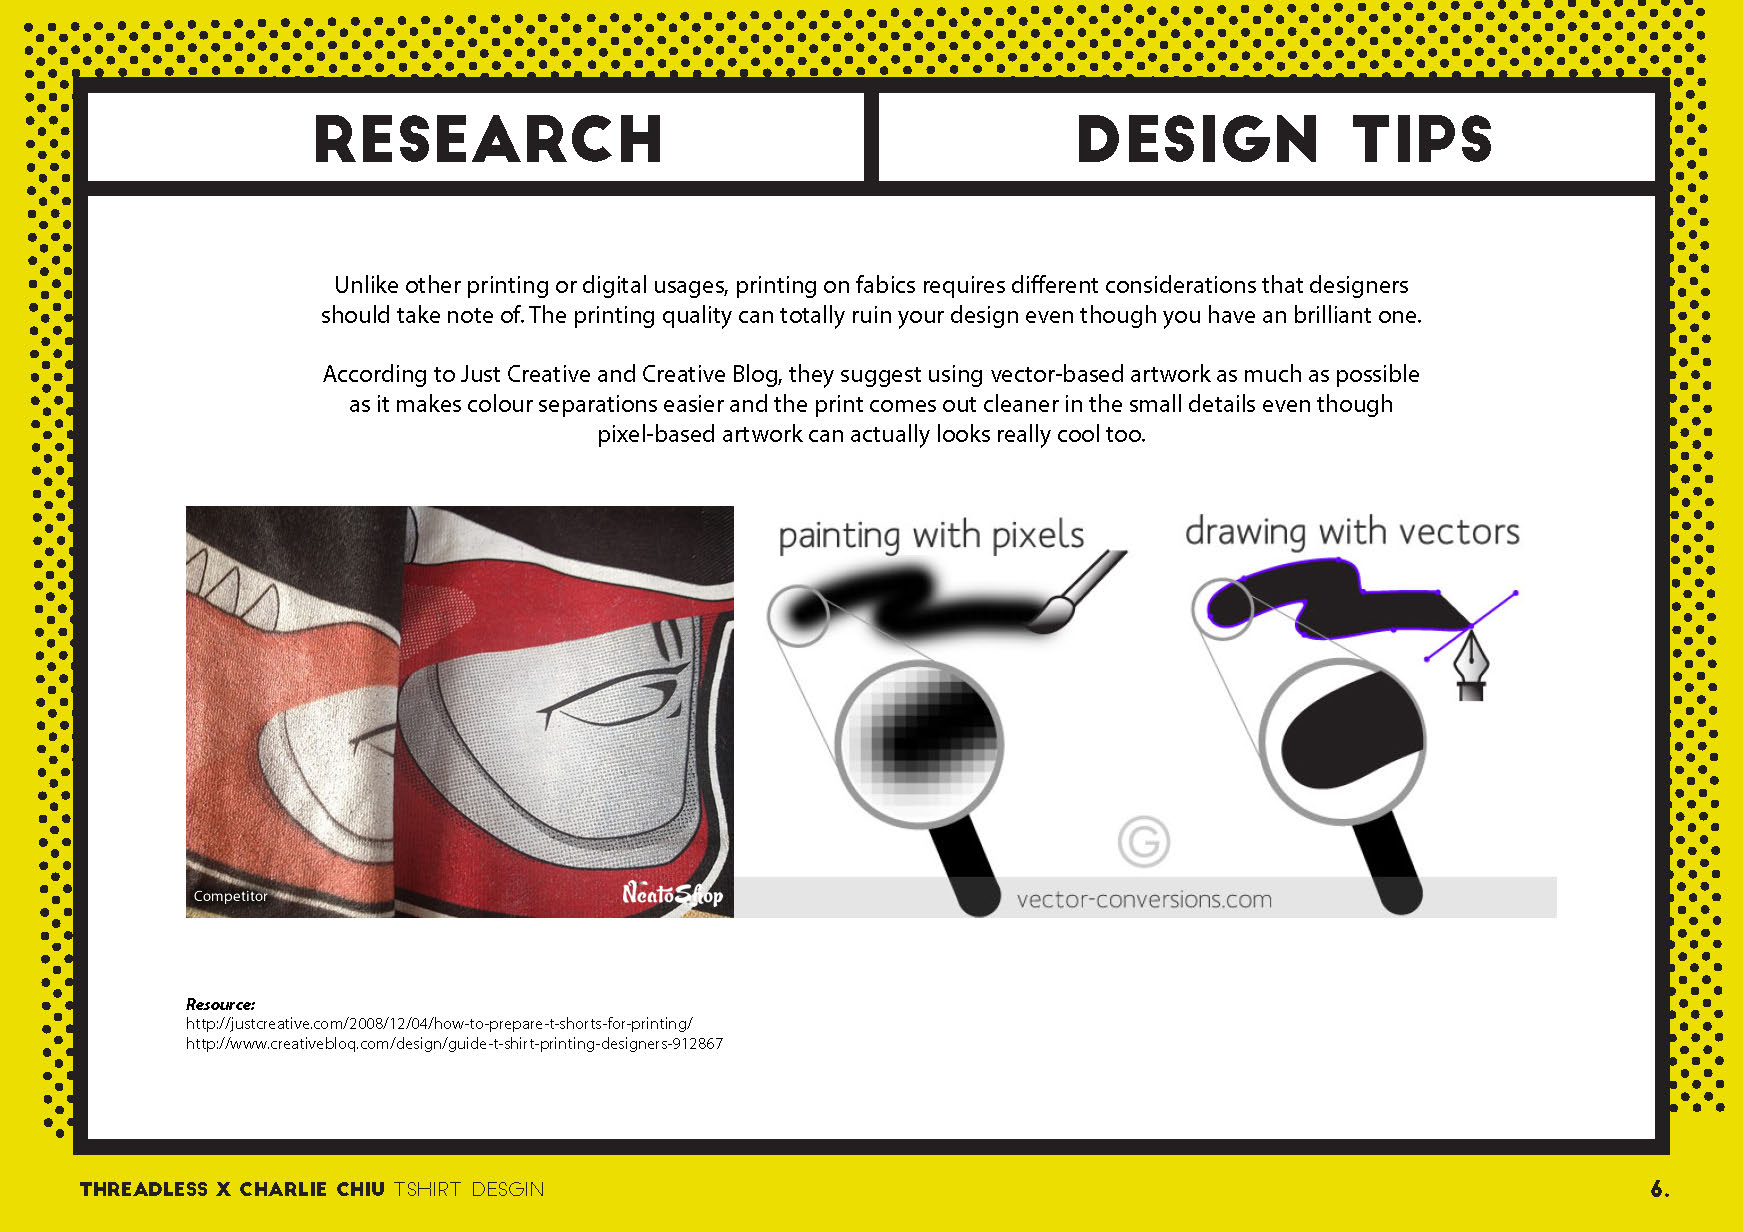 RESEARCH
DESIGN TIPS
Unlike other printing or digital usages, printing on fabics requires different considerations that designers
should take note of. The printing quality can totally ruin your design even though you have an brilliant one.
According to Just Creative and Creative Blog, they suggest using vector-based artwork as much as possible
as it makes colour separations easier and the print comes out cleaner in the small details even though
pixel-based artwork can actually looks really cool too.
painting with pixels
drawing with vectors
Competitor
NeatoShop
G
vector-conversions.com
Resource:
http://justcreative.com/2008/12/04/how-to-prepare-t-shorts-for-printing/
http://www.creativebloq.com/design/guide-t-shirt-printing-designers-912867
THREADLESS X CHARLIE CHIU TSHIRT DESGIN
6.